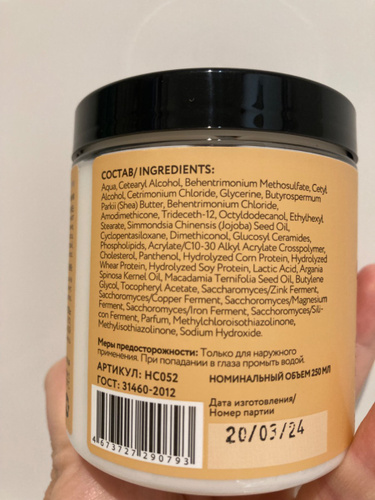 СОСТАВ/ INGREDIENTS:
Aqua, Cetearyl Alcohol, Behentrimonium Methosulfate, Cetyl
Alcohol, Cetrimonium Chloride, Glycerine, Butyrospermum
Parkii (Shea) Butter, Behentrimonium Chloride,
Amodimethicone, Trideceth-12, Octyldodecanol, Ethylhexyl
Stearate, Simmondsia Chinensis (Jojoba) Seed Oil,
Cyclopentasiloxane, Dimethiconol, Glucosyl Ceramides,
Phospholipids, Acrylate/C10-30 Alkyl Acrylate Crosspolymer,
Cholesterol, Panthenol, Hydrolyzed Corn Protein, Hydrolyzed
Wheat Protein, Hydrolyzed Soy Protein, Lactic Acid, Argania
Spinosa Kernel Oil, Macadamia Ternifolia Seed Oil, Butylene
Glycol, Tocopheryl Acetate, Saccharomyces/Zink Ferment,
Saccharomyces/Copper Ferment, Saccharomyces/Magnesium
Ferment, Saccharomyces/Iron Ferment, Saccharomyces/Sili-
con Ferment, Parfum, Methylchloroisothiazolinone,
Methylisothiazolinone, Sodium Hydroxide.
Меры предосторожности: Только для наружного
применения. При попадании в глаза промыть водой.
АРТИКУЛ: НС052
ГОСТ: 31460-2012
НОМИНАЛЬНЫЙ ОБЪЕМ 250 МЛ
Дата изготовления/
Номер партии
20/03/24
4673727290793